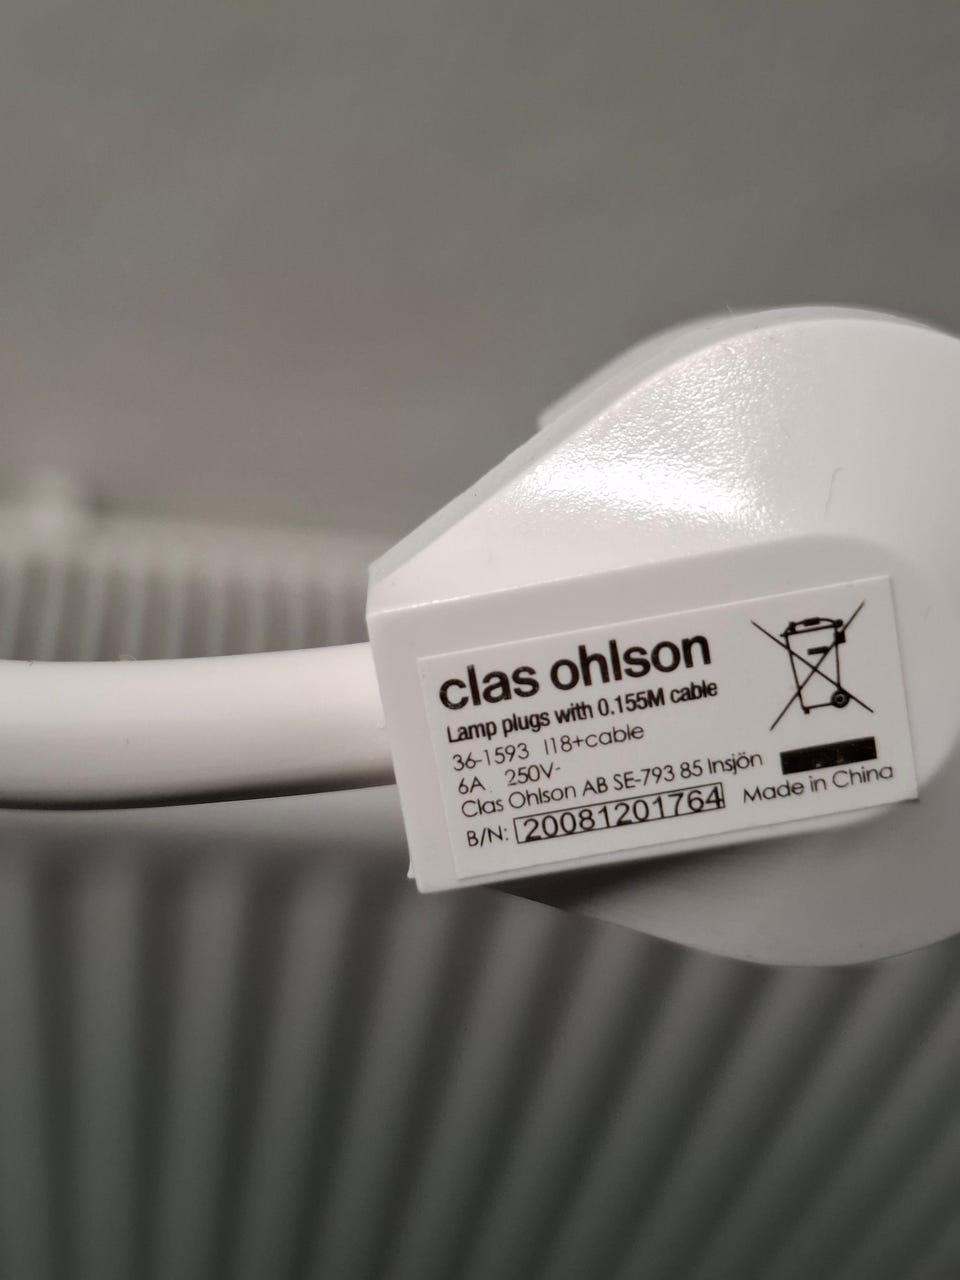 clas ohlson
Lamp plugs with 0.155M cable
36-1593 I18+cable
6A 250V~
Clas Ohlson AB SE-793 85 Insjön
B/N: 20081201764
Made in China